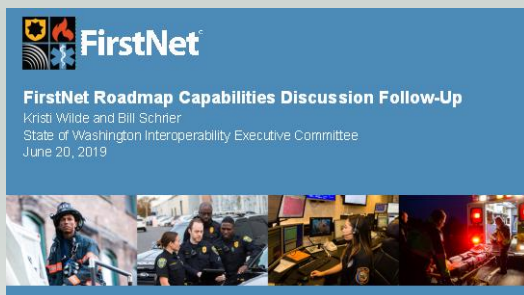 FirstNet
FirstNet Roadmap Capabilities Discussion Follow-Up
Kristi Wilde and Bill Schrier
State of Washington Interoperability Executive Committee
June 20, 2019